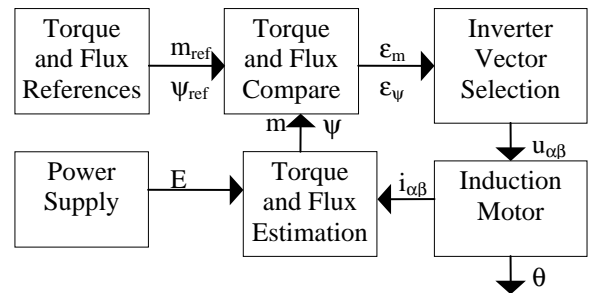 Torque
and Flux
References
m_ref
ψ_ref
Torque
and Flux
Compare
ε_m
ε_ψ
Inverter
Vector
Selection
m ψ
u_αβ
Power
Supply
E
Torque
and Flux
Estimation
i_αβ
Induction
Motor
θ